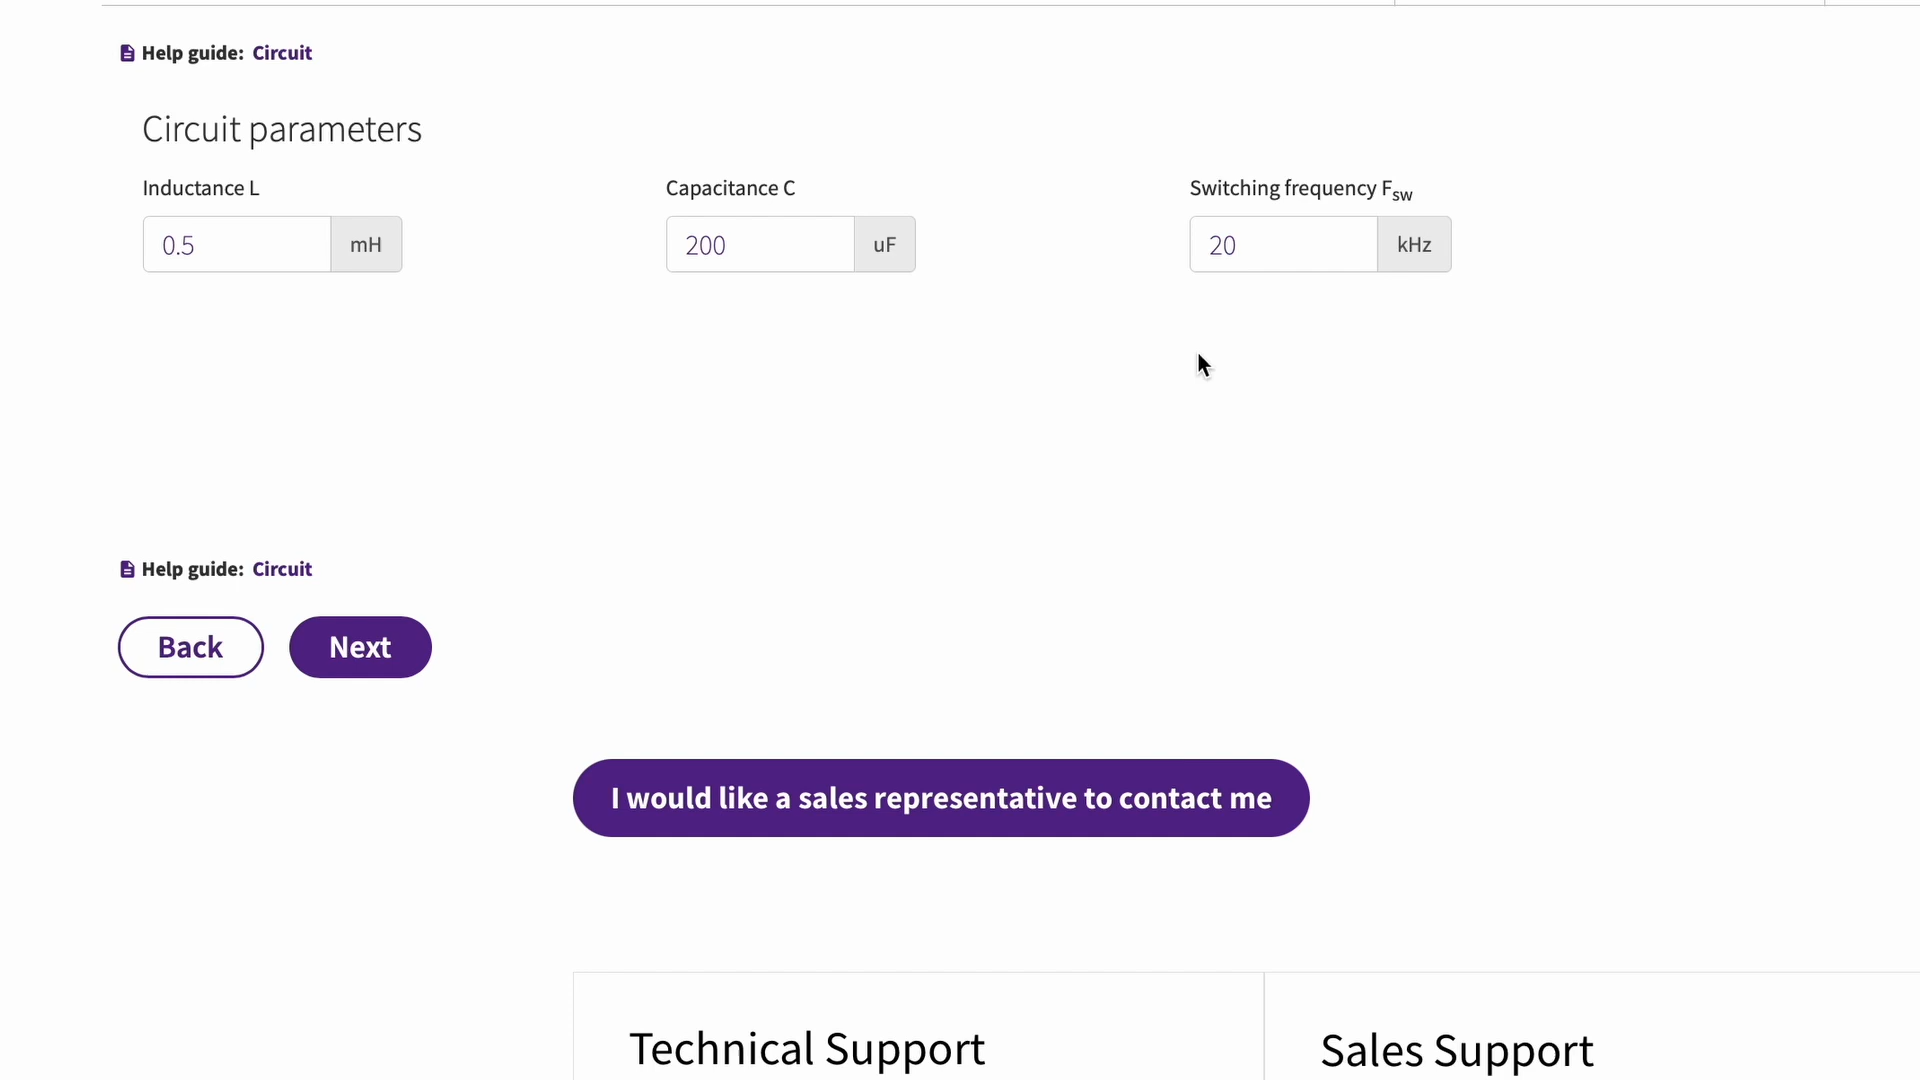 Help guide: Circuit
Circuit parameters
Inductance L
Capacitance C
Switching frequency Fsw
0.5 mH
200 uF
20 kHz
Help guide: Circuit
Back
Next
I would like a sales representative to contact me
Technical Support
Sales Support